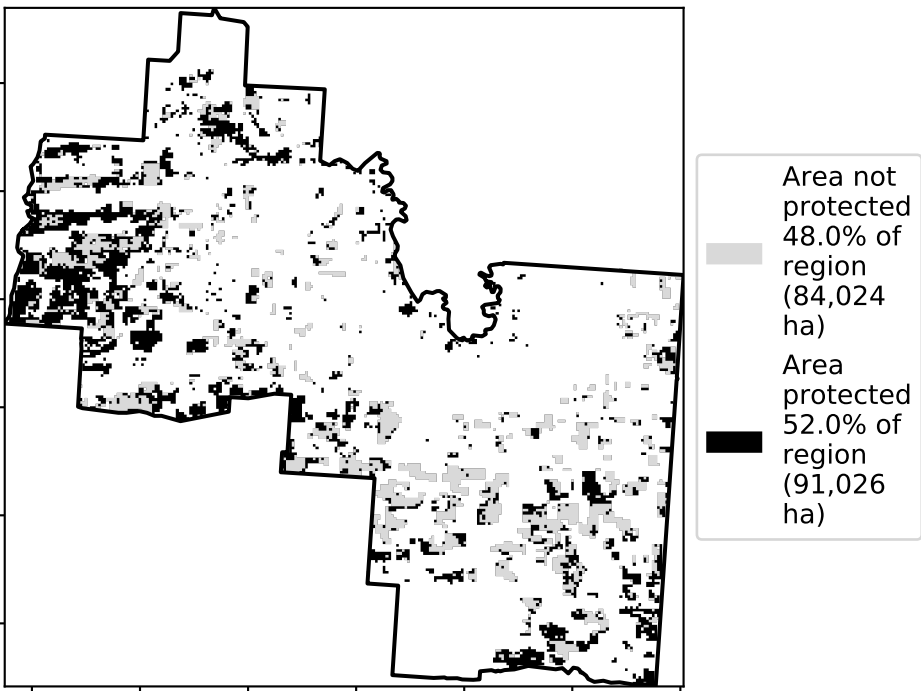 Area not
protected
48.0% of
region
(84,024
ha)
Area
protected
52.0% of
region
(91,026
ha)